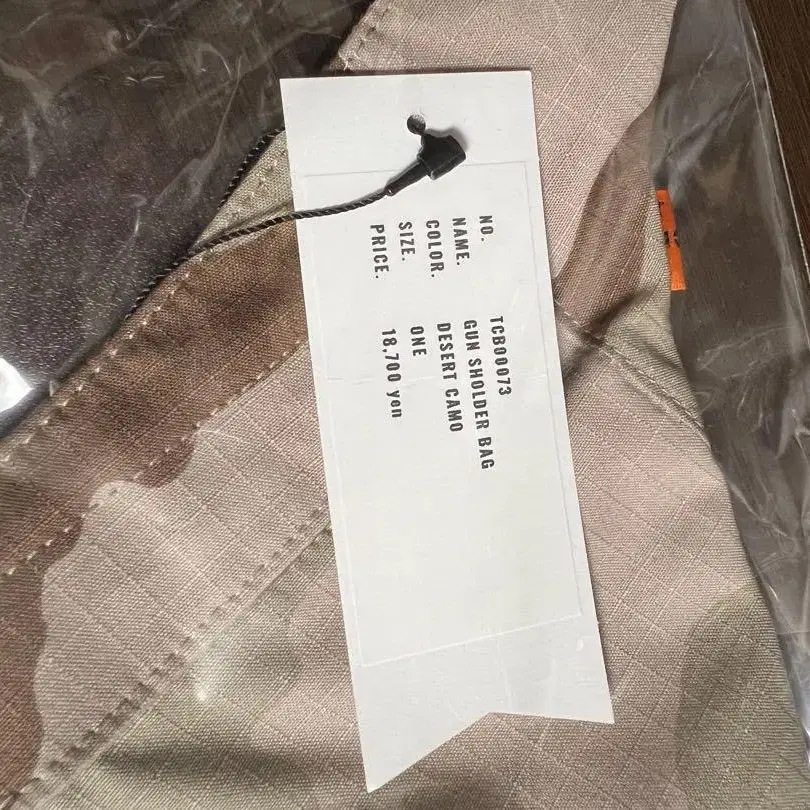 NO. TCB00073
NAME. GUN SHOLDER BAG
COLOR. DESERT CAMO
SIZE. ONE
PRICE. 18,700 yen